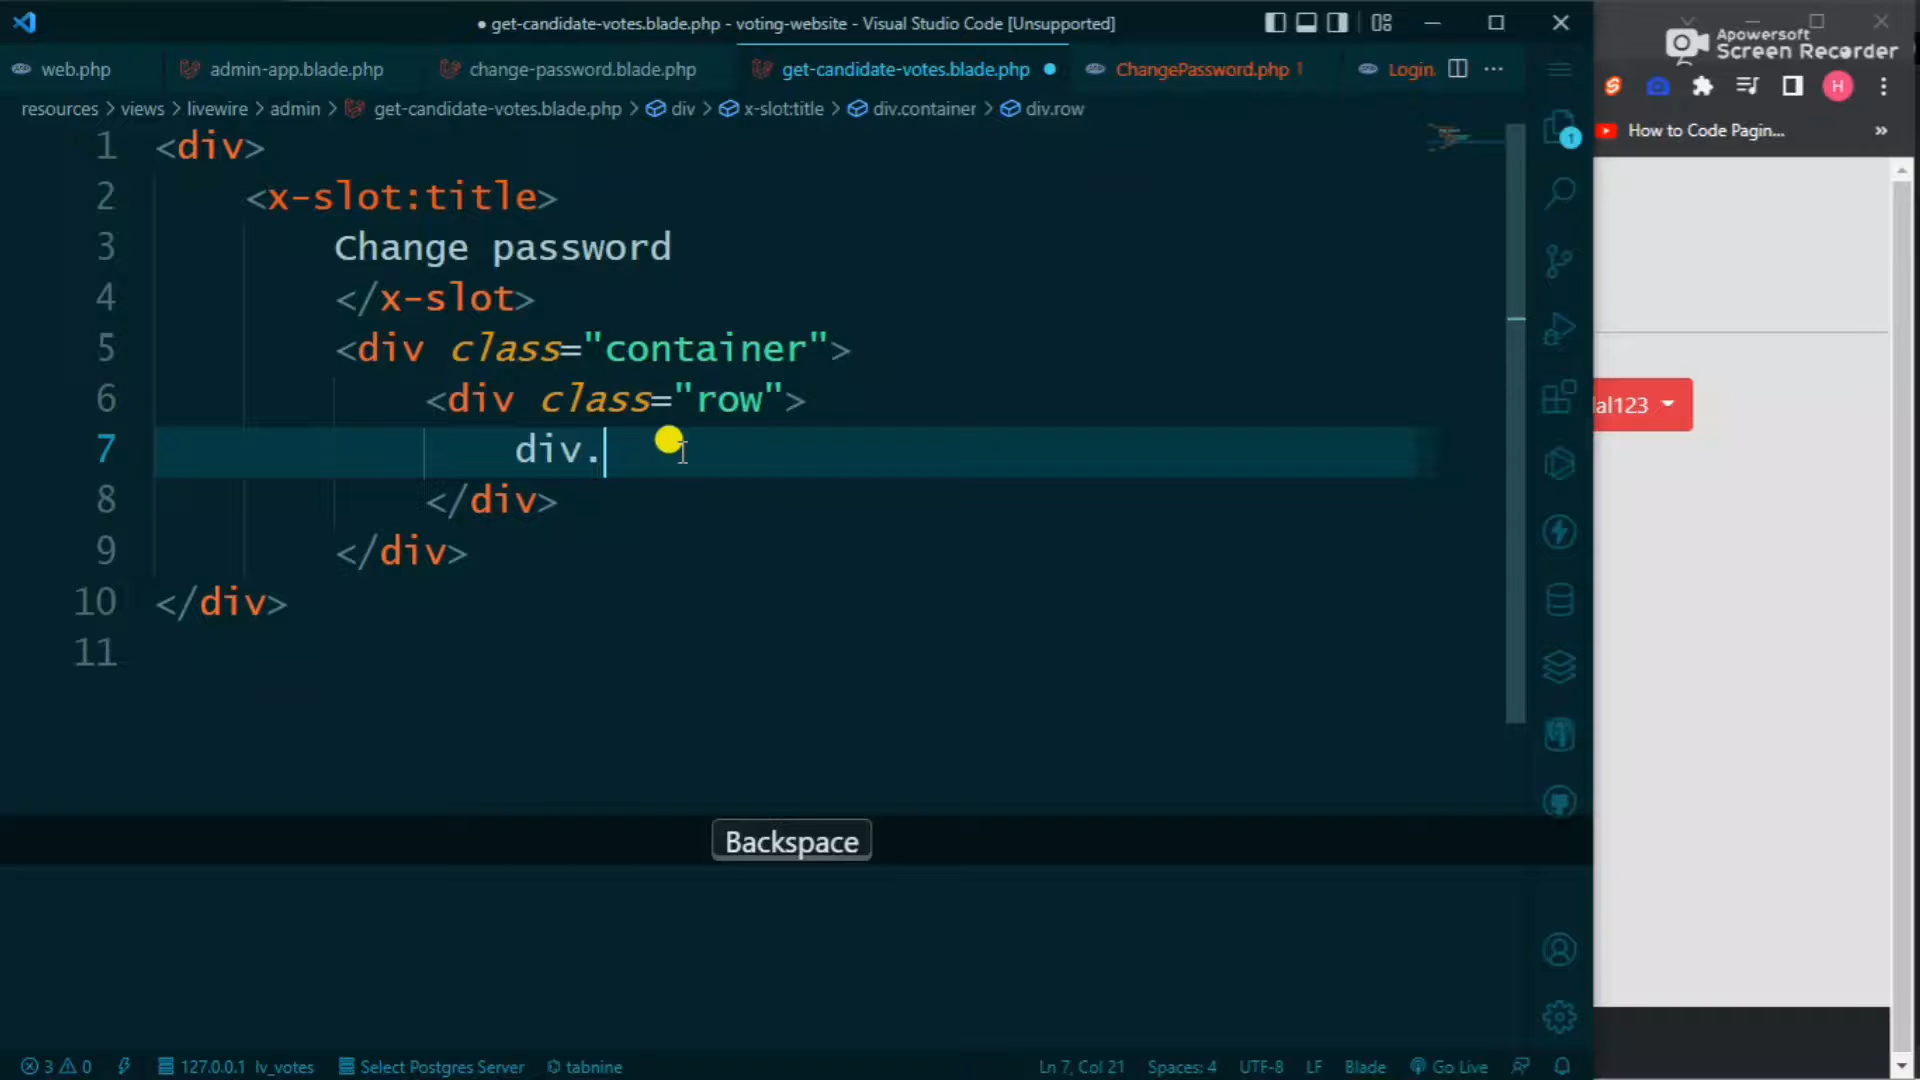 ● get-candidate-votes.blade.php - voting-website - Visual Studio Code [Unsupported]
Apowersoft
Screen Recorder
web.php admin-app.blade.php change-password.blade.php get-candidate-votes.blade.php ● ChangePassword.php 1 Login. ···
H
resources > views > livewire > admin > get-candidate-votes.blade.php > div > x-slot:title > div.container > div.row
How to Code Pagin... »
1 <div>
2 <x-slot:title>
3 Change password
4 </x-slot>
5 <div class="container">
6 <div class="row">
7 div.
8 </div>
9 </div>
10 </div>
11
1
al123
Backspace
3 0 127.0.0.1 lv_votes Select Postgres Server tabnine Ln 7, Col 21 Spaces: 4 UTF-8 LF Blade Go Live